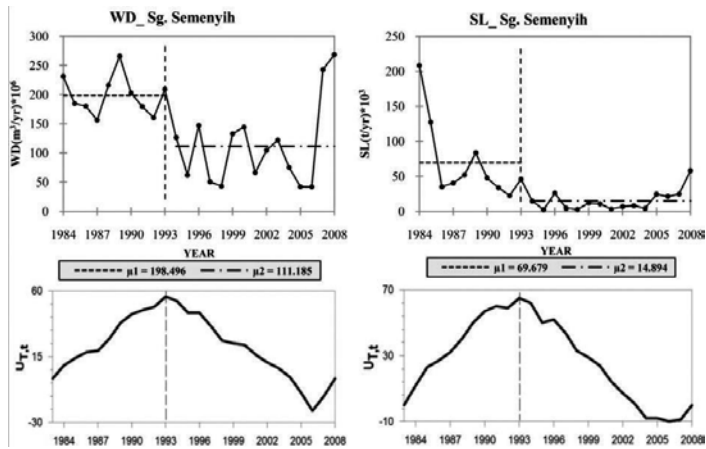 WD_ Sg. Semenyih
WD(m³/yr)*10⁶
300
250
200
150
100
50
0
1984 1987 1990 1993 1996 1999 2002 2005 2008
YEAR
μ1 = 198.496 μ2 = 111.185
U_T,t
60
15
-30
1984 1987 1990 1993 1996 1999 2002 2005 2008
SL_ Sg. Semenyih
SL(t/yr)*10³
250
200
150
100
50
0
1984 1987 1990 1993 1996 1999 2002 2005 2008
YEAR
μ1 = 69.679 μ2 = 14.894
U_T,t
70
30
-10
1984 1987 1990 1993 1996 1999 2002 2005 2008